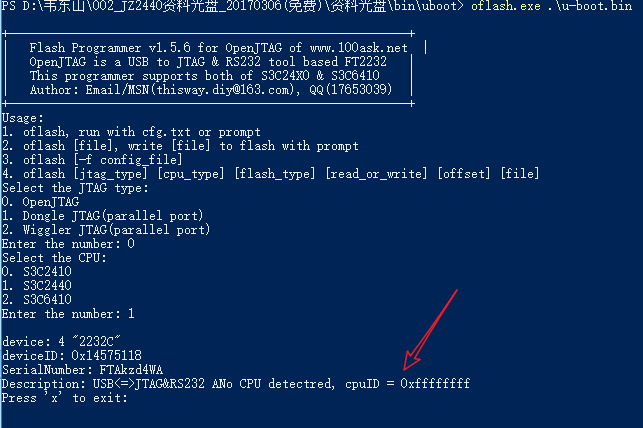 PS D:\韦东山\002_JZ2440资料光盘_20170306(免费)\资料光盘\bin\uboot> oflash.exe .\u-boot.bin
+---------------------------------------------------------+
| Flash Programmer v1.5.6 for OpenJTAG of www.100ask.net |
| OpenJTAG is a USB to JTAG & RS232 tool based FT2232 |
| This programmer supports both of S3C24X0 & S3C6410 |
| Author: Email/MSN(thisway.diy@163.com), QQ(17653039) |
+---------------------------------------------------------+
Usage:
1. oflash, run with cfg.txt or prompt
2. oflash [file], write [file] to flash with prompt
3. oflash [-f config_file]
4. oflash [jtag_type] [cpu_type] [flash_type] [read_or_write] [offset] [file]
Select the JTAG type:
0. OpenJTAG
1. Dongle JTAG(parallel port)
2. Wiggler JTAG(parallel port)
Enter the number: 0
Select the CPU:
0. S3C2410
1. S3C2440
2. S3C6410
Enter the number: 1
device: 4 "2232C"
deviceID: 0x14575118
SerialNumber: FTAkzd4WA
Description: USB<=>JTAG&RS232 ANo CPU detectred, cpuID = 0xffffffff
Press 'x' to exit: